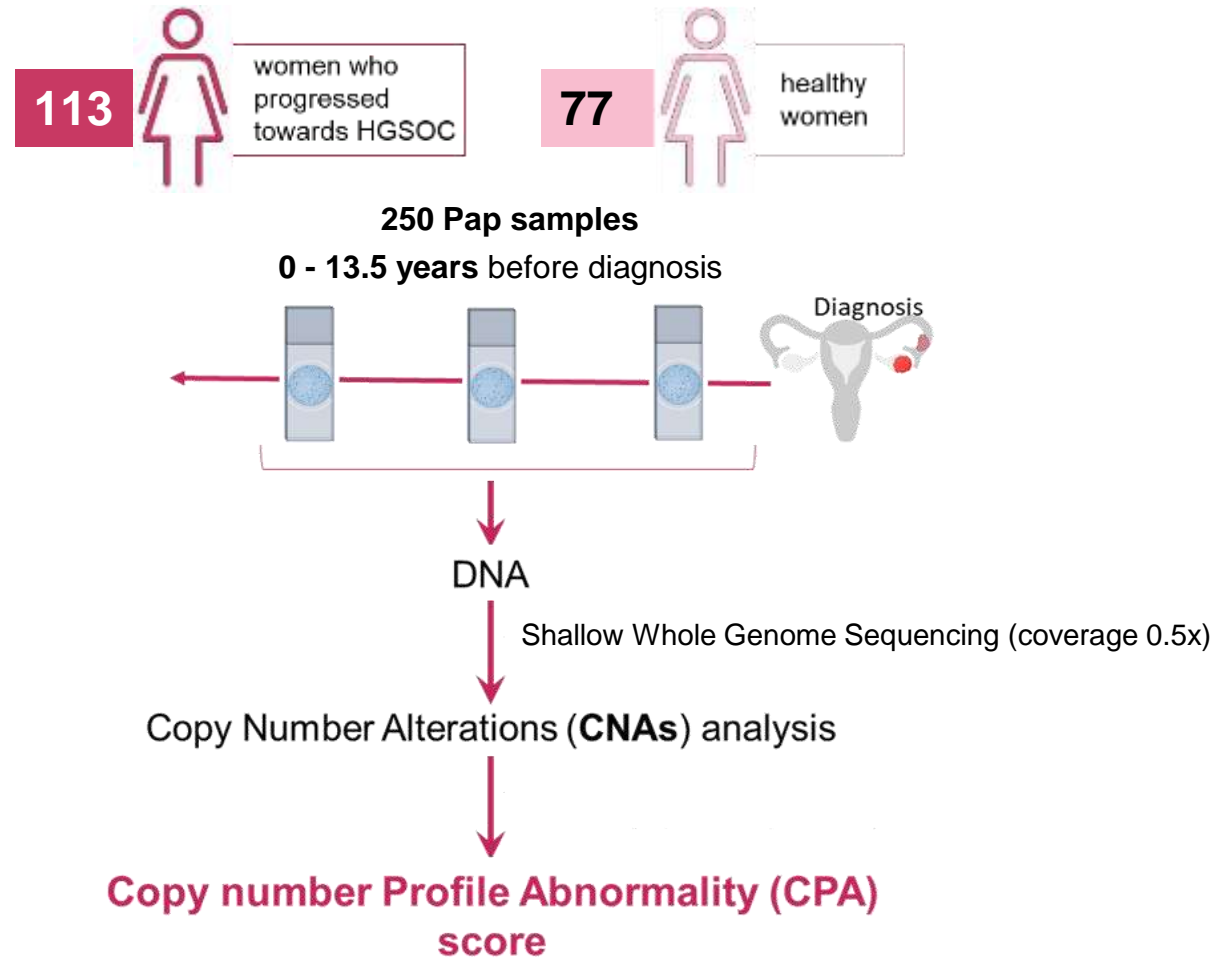 113
women who
progressed
towards HGSOC
77
healthy
women
250 Pap samples
0 - 13.5 years before diagnosis
Diagnosis
DNA
Shallow Whole Genome Sequencing (coverage 0.5x)
Copy Number Alterations (CNAs) analysis
Copy number Profile Abnormality (CPA)
score